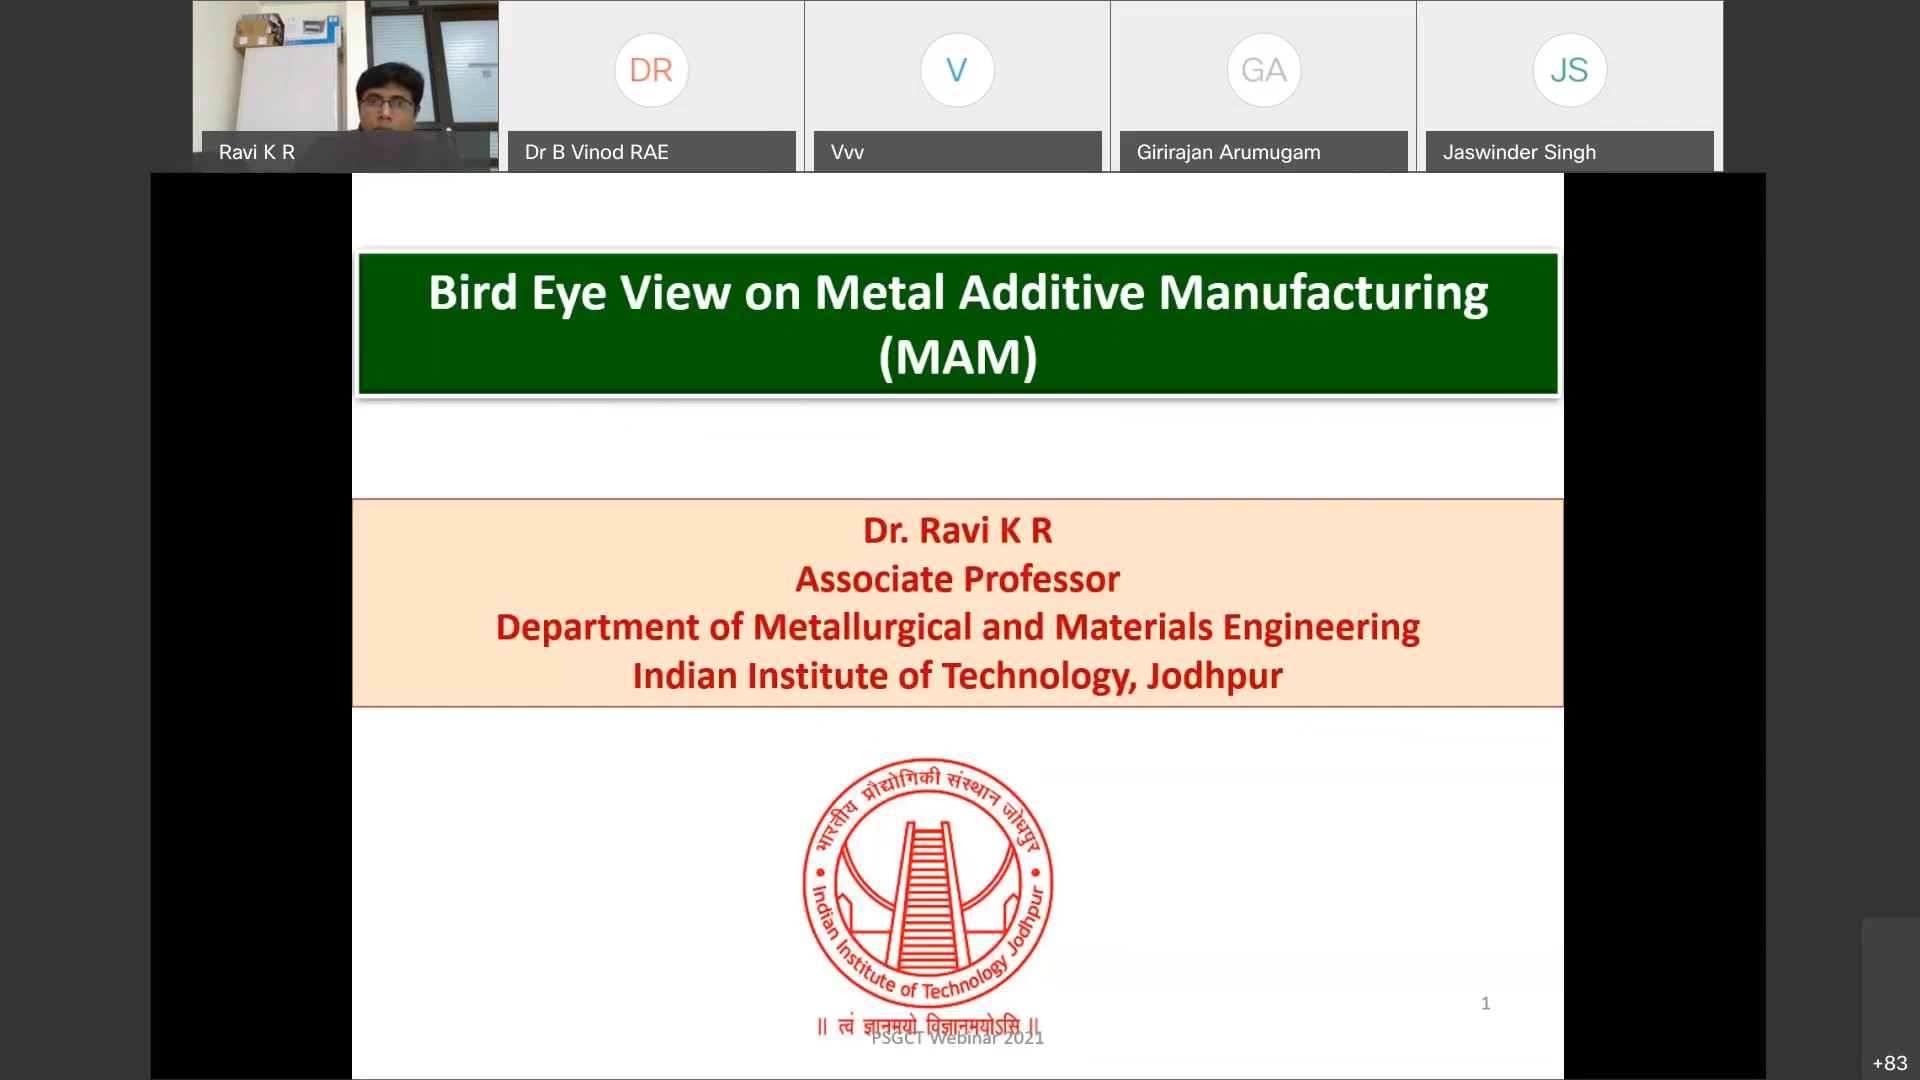 DR
V
GA
JS
Ravi K R
Dr B Vinod RAE
Vvv
Girirajan Arumugam
Jaswinder Singh
Bird Eye View on Metal Additive Manufacturing
(MAM)
Dr. Ravi K R
Associate Professor
Department of Metallurgical and Materials Engineering
Indian Institute of Technology, Jodhpur
भारतीय प्रौद्योगिकी संस्थान जोधपुर
Indian Institute of Technology Jodhpur
॥ त्वं ज्ञानमयो विज्ञानमयोऽसि ॥
PSGCT Webinar 2021
1
+83